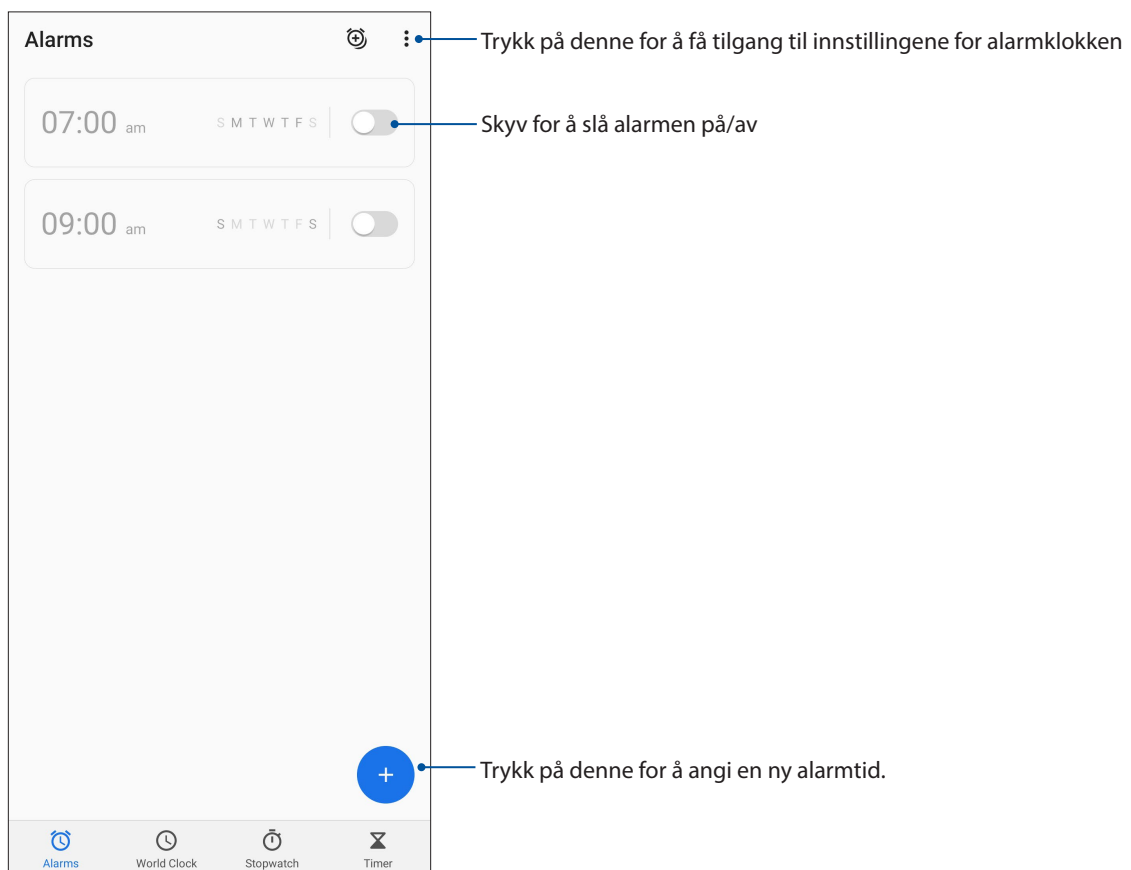 Alarms
Trykk på denne for å få tilgang til innstillingene for alarmklokken
07:00 am S M T W T F S
Skyv for å slå alarmen på/av
09:00 am S M T W T F S
Trykk på denne for å angi en ny alarmtid.
Alarms World Clock Stopwatch Timer